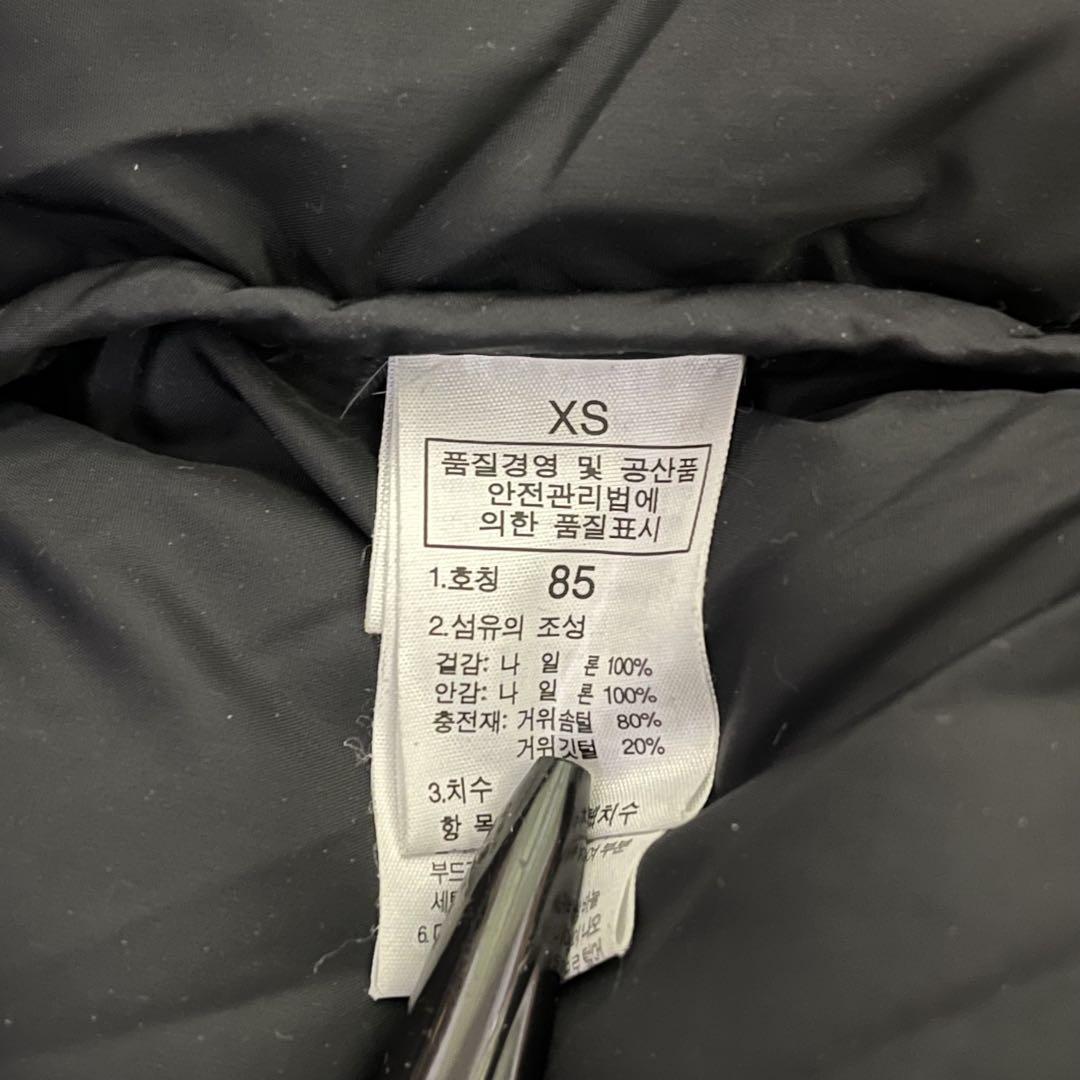 XS
품질경영 및 공산품
안전관리법에
의한 품질표시
1.호칭 85
2.섬유의 조성
겉감: 나 일 론 100%
안감: 나 일 론 100%
충전재: 거위솜털 80%
거위깃털 20%
3.치수
항 목 치수